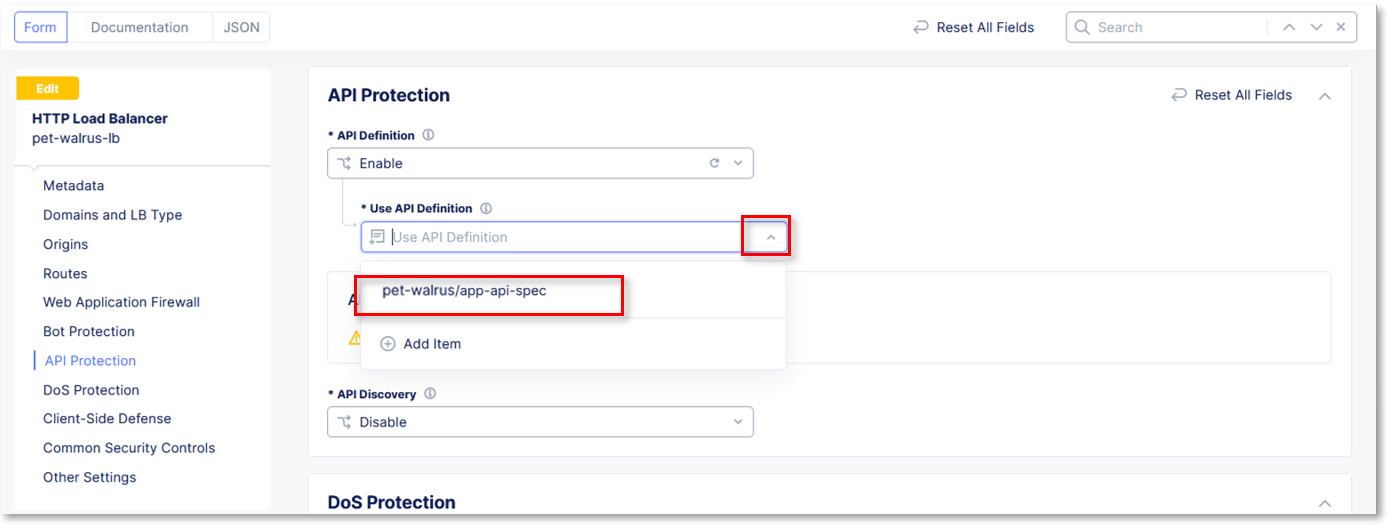 Form Documentation JSON Reset All Fields Search
Edit
HTTP Load Balancer
pet-walrus-lb
Metadata
Domains and LB Type
Origins
Routes
Web Application Firewall
Bot Protection
API Protection
DoS Protection
Client-Side Defense
Common Security Controls
Other Settings
API Protection Reset All Fields
* API Definition
Enable
* Use API Definition
Use API Definition
pet-walrus/app-api-spec
Add Item
* API Discovery
Disable
DoS Protection